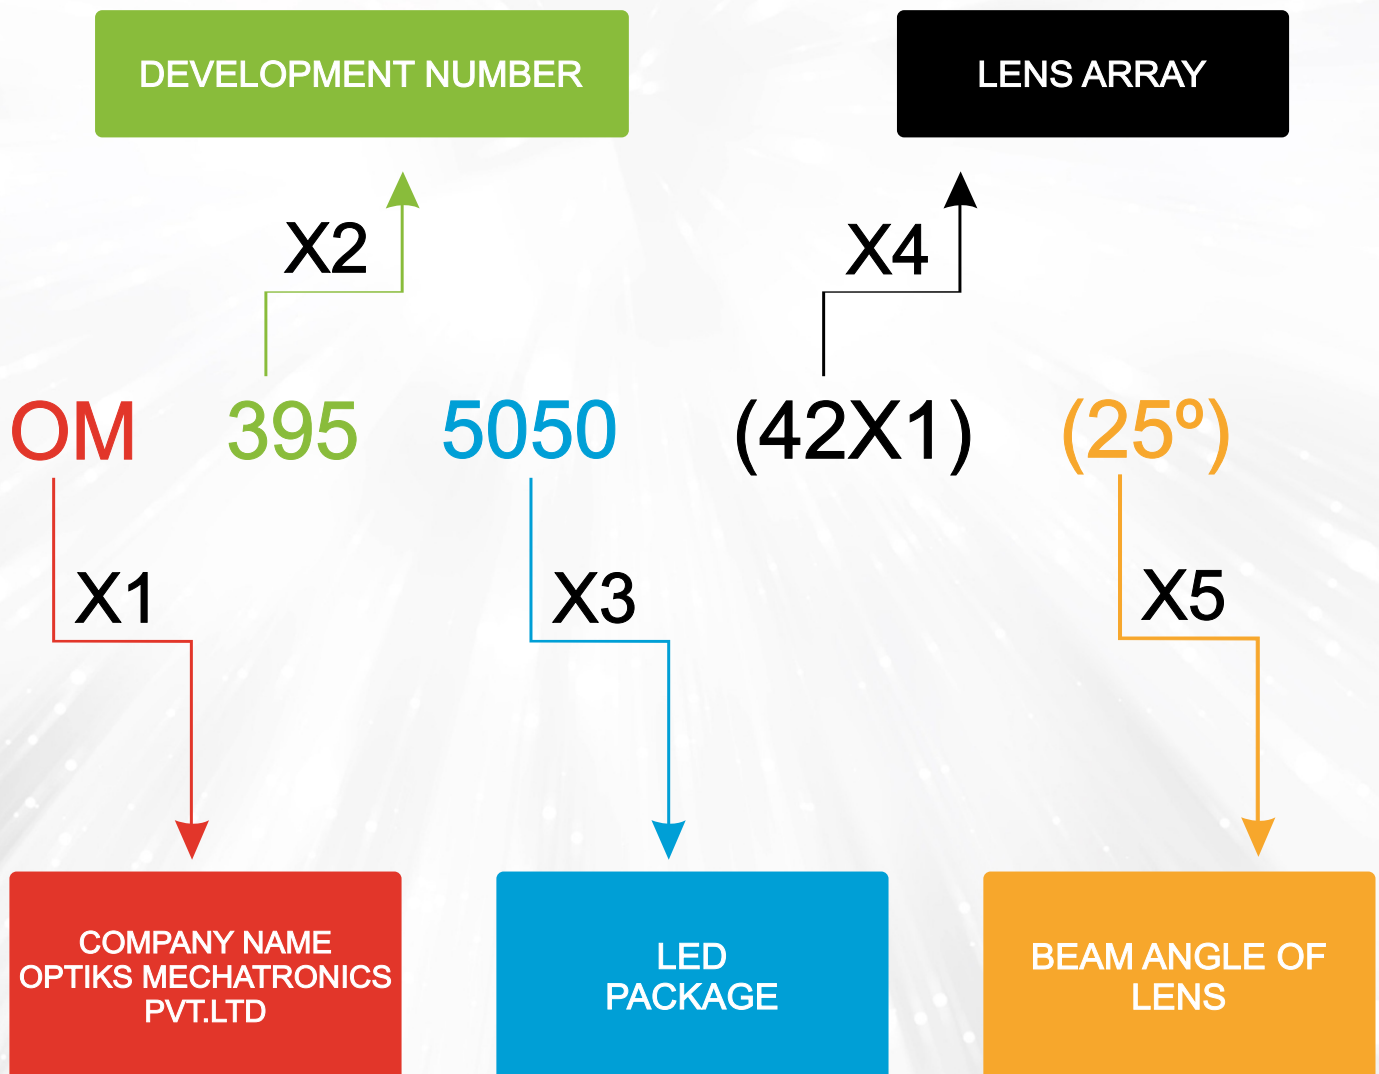 DEVELOPMENT NUMBER
LENS ARRAY
X2
X4
OM 395 5050 (42X1) (25º)
X1
X3
X5
COMPANY NAME
OPTIKS MECHATRONICS
PVT.LTD
LED
PACKAGE
BEAM ANGLE OF
LENS